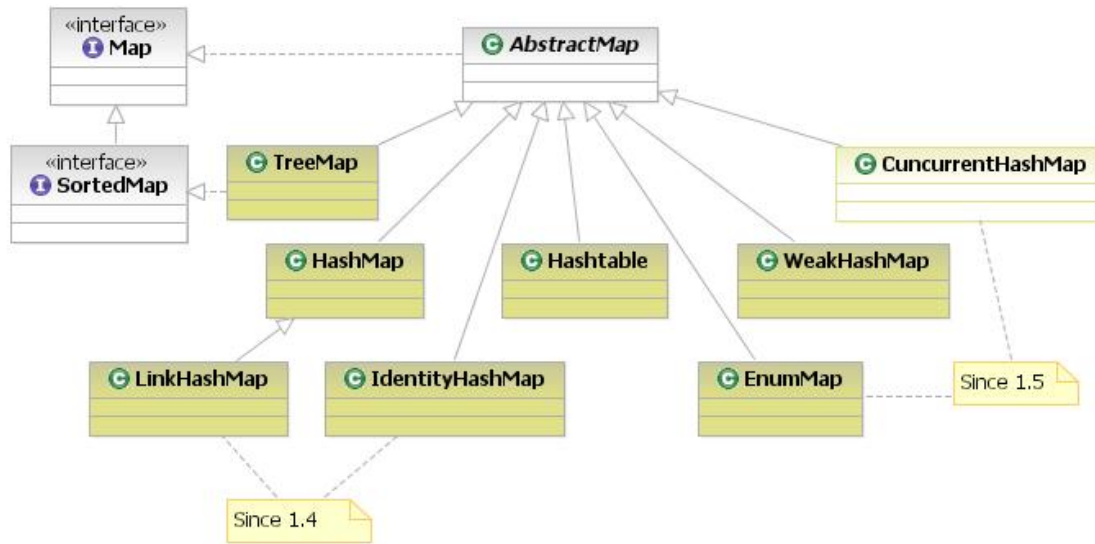 «interface»
Map
AbstractMap
«interface»
SortedMap
TreeMap
CuncurrentHashMap
HashMap
Hashtable
WeakHashMap
LinkHashMap
IdentityHashMap
EnumMap
Since 1.5
Since 1.4